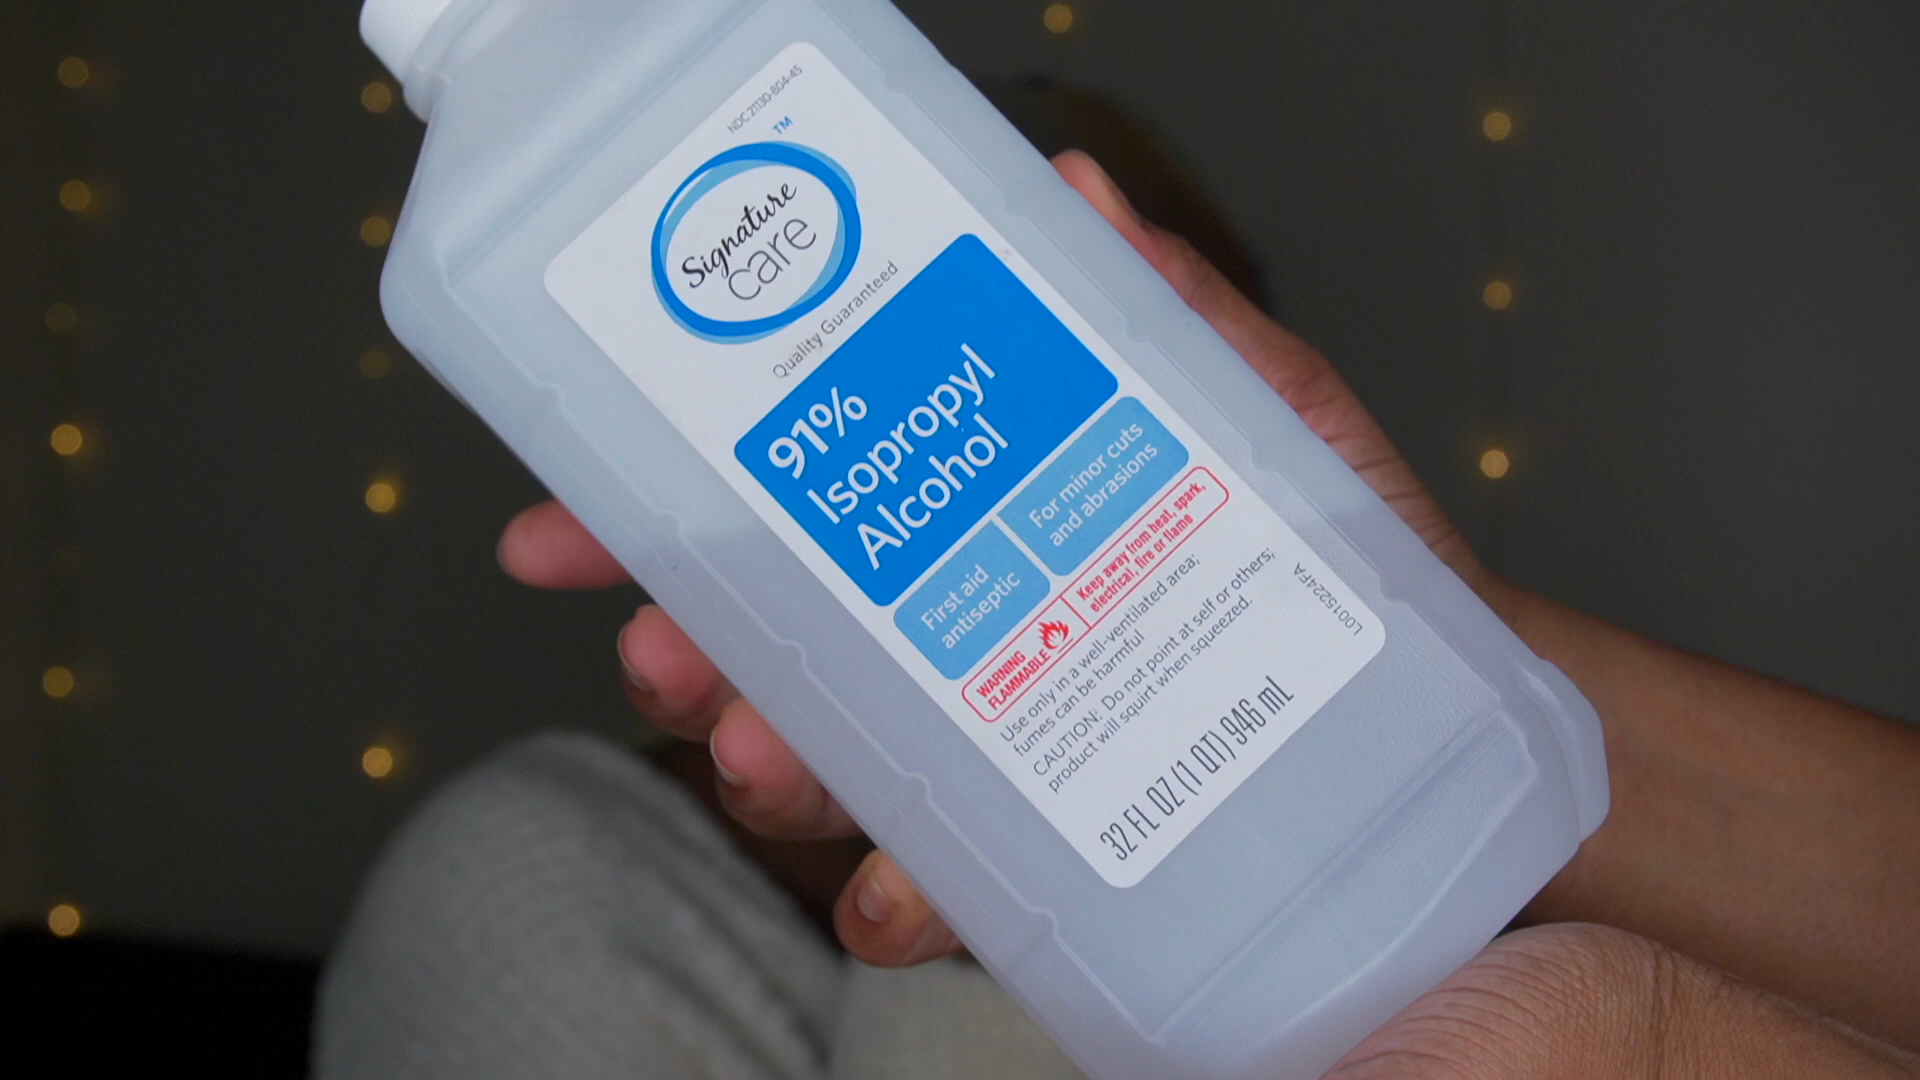 NDC 21130-804-45
TM
Signature
care
Quality Guaranteed
91%
Isopropyl
Alcohol
First aid
antiseptic
For minor cuts
and abrasions
WARNING
FLAMMABLE
Keep away from heat, spark,
electrical, fire or flame
Use only in a well-ventilated area;
fumes can be harmful
CAUTION: Do not point at self or others;
product will squirt when squeezed.
32 FL OZ (1 QT) 946 mL
L0015224FA